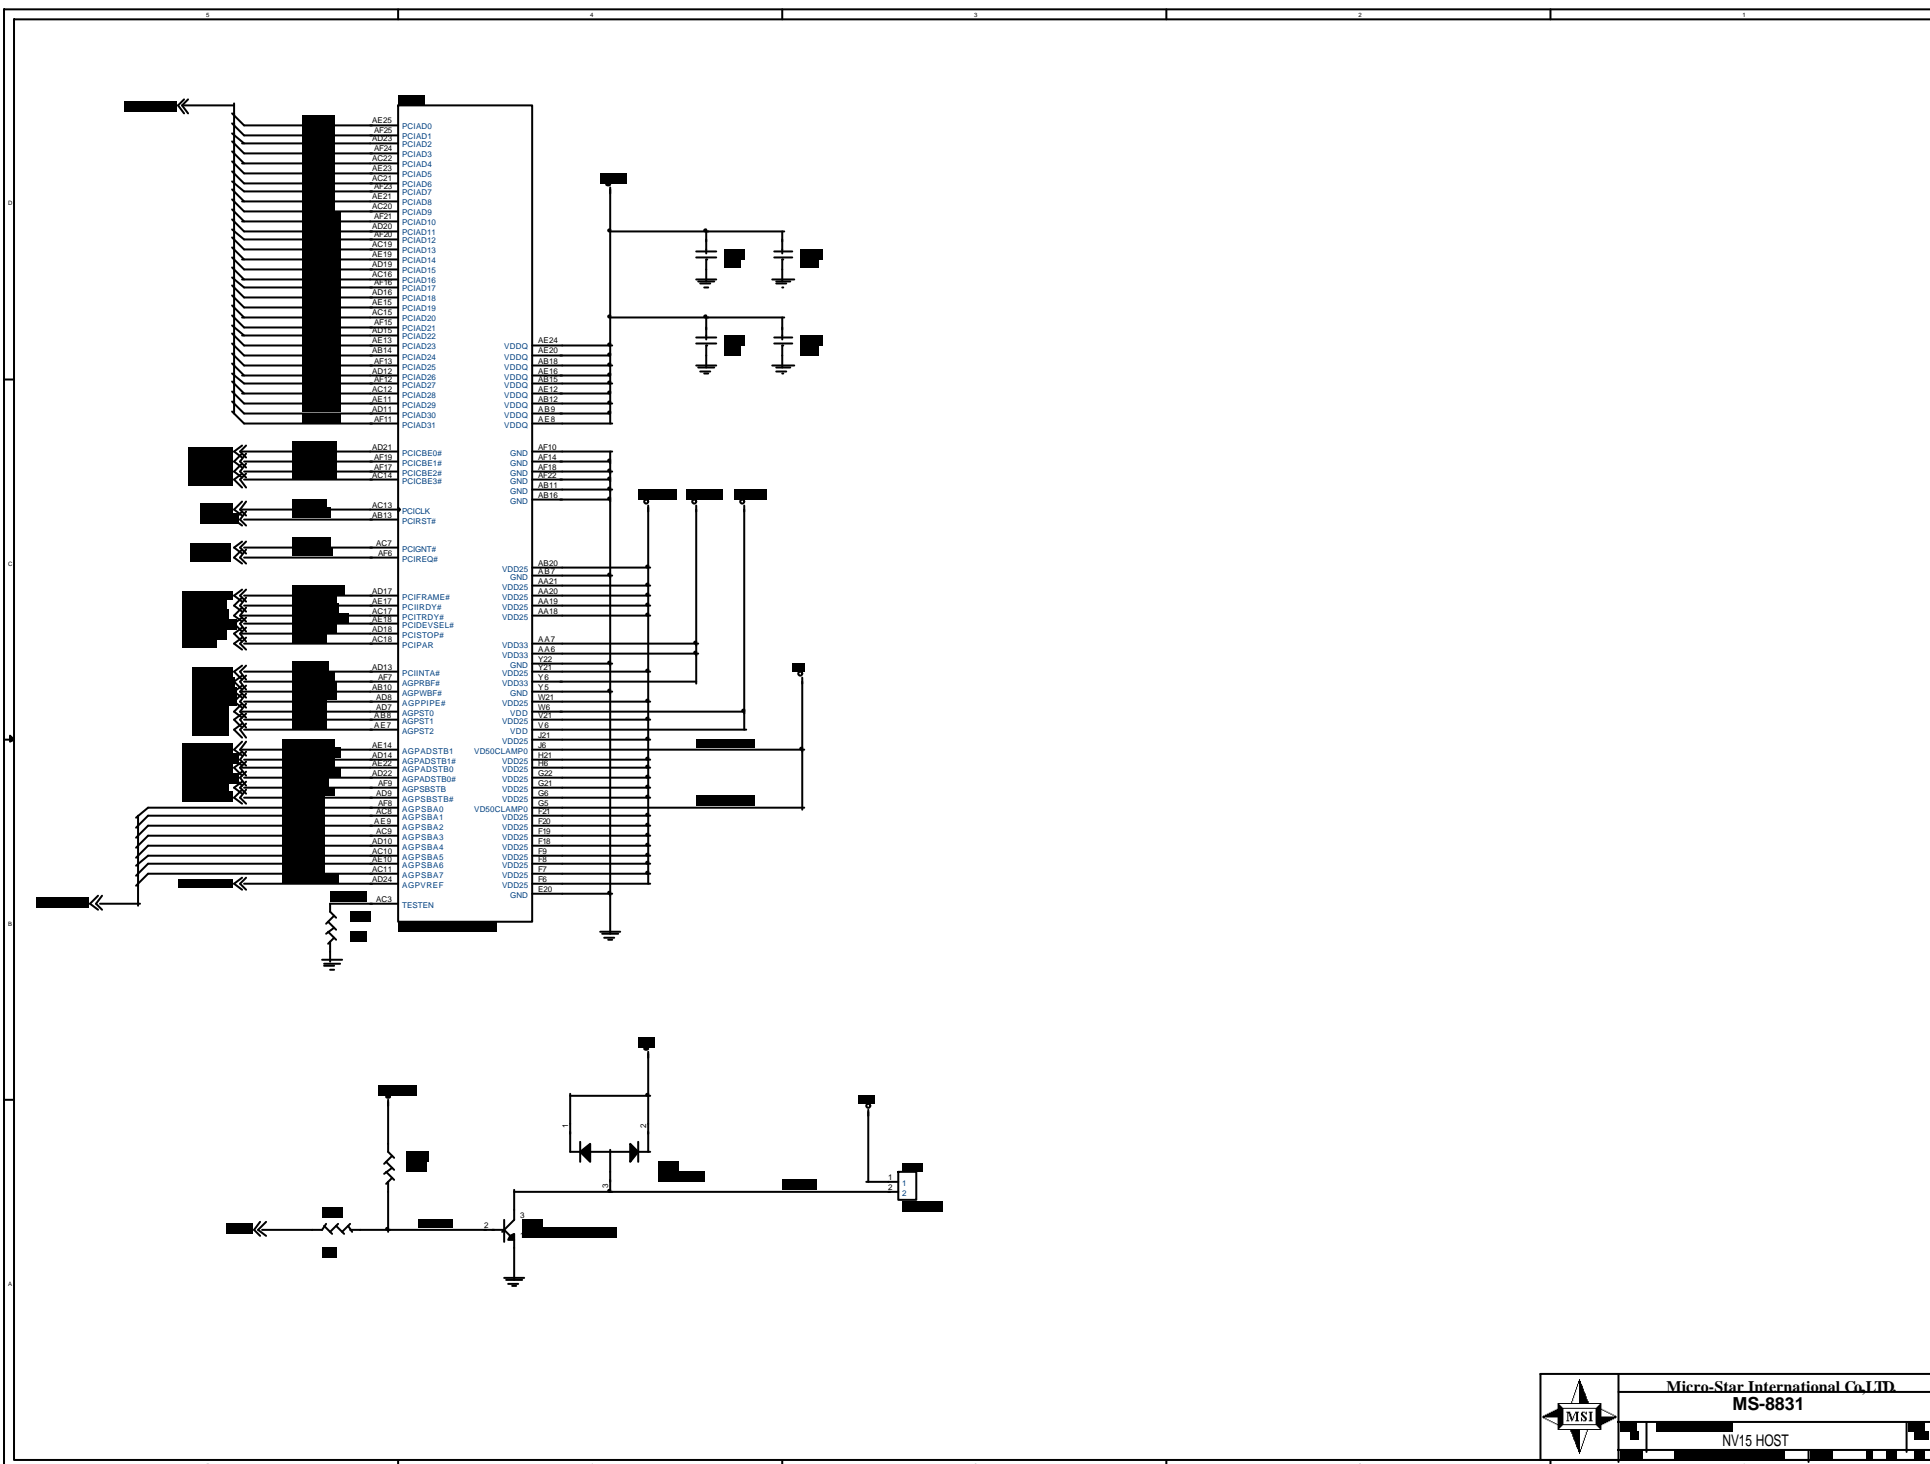 5 4 3 2 1
D
C
B
A
AE25 PCIAD0
AF25 PCIAD1
AD23 PCIAD2
AF24 PCIAD3
AC22 PCIAD4
AE23 PCIAD5
AC21 PCIAD6
AF23 PCIAD7
AE21 PCIAD8
AC20 PCIAD9
AF21 PCIAD10
AD20 PCIAD11
AF20 PCIAD12
AC19 PCIAD13
AE19 PCIAD14
AD19 PCIAD15
AC16 PCIAD16
AF16 PCIAD17
AD16 PCIAD18
AE15 PCIAD19
AC15 PCIAD20
AF15 PCIAD21
AD15 PCIAD22
AE13 PCIAD23
AB14 PCIAD24
AF13 PCIAD25
AD12 PCIAD26
AF12 PCIAD27
AC12 PCIAD28
AE11 PCIAD29
AD11 PCIAD30
AF11 PCIAD31
AD21 PCICBE0#
AF19 PCICBE1#
AF17 PCICBE2#
AC14 PCICBE3#
AC13 PCICLK
AB13 PCIRST#
AC7 PCIGNT#
AF6 PCIREQ#
AD17 PCIFRAME#
AE17 PCIIRDY#
AC17 PCITRDY#
AE18 PCIDEVSEL#
AD18 PCISTOP#
AC18 PCIPAR
AD13 PCIINTA#
AF7 AGPRBF#
AB10 AGPWBF#
AD8 AGPPIPE#
AD7 AGPST0
AB8 AGPST1
AE7 AGPST2
AE14 AGPADSTB1
AD14 AGPADSTB1#
AE22 AGPADSTB0
AD22 AGPADSTB0#
AF9 AGPSBSTB
AD9 AGPSBSTB#
AF8 AGPSBA0
AC8 AGPSBA1
AE9 AGPSBA2
AC9 AGPSBA3
AD10 AGPSBA4
AC10 AGPSBA5
AE10 AGPSBA6
AC11 AGPSBA7
AD24 AGPVREF
AC3 TESTEN
VDDQ AE24
VDDQ AE20
VDDQ AB18
VDDQ AE16
VDDQ AB15
VDDQ AE12
VDDQ AB12
VDDQ AB9
VDDQ AE8
GND AF10
GND AF14
GND AF18
GND AF22
GND AB11
GND AB16
VDD25 AB20
GND AB7
VDD25 AA21
VDD25 AA20
VDD25 AA19
VDD25 AA18
VDD33 AA7
VDD33 AA6
GND Y22
VDD25 Y21
VDD33 Y6
GND Y5
VDD25 W21
VDD W6
VDD25 V21
VDD V6
VDD25 J21
VD50CLAMP0 J6
VDD25 H21
VDD25 H6
VDD25 G22
VDD25 G21
VDD25 G6
VD50CLAMP0 G5
VDD25 F21
VDD25 F20
VDD25 F19
VDD25 F18
VDD25 F9
VDD25 F8
VDD25 F7
VDD25 F6
GND E20
1 2
3
1 1
2 2
2 3
MSI
Micro-Star International Co,LTD.
MS-8831
NV15 HOST